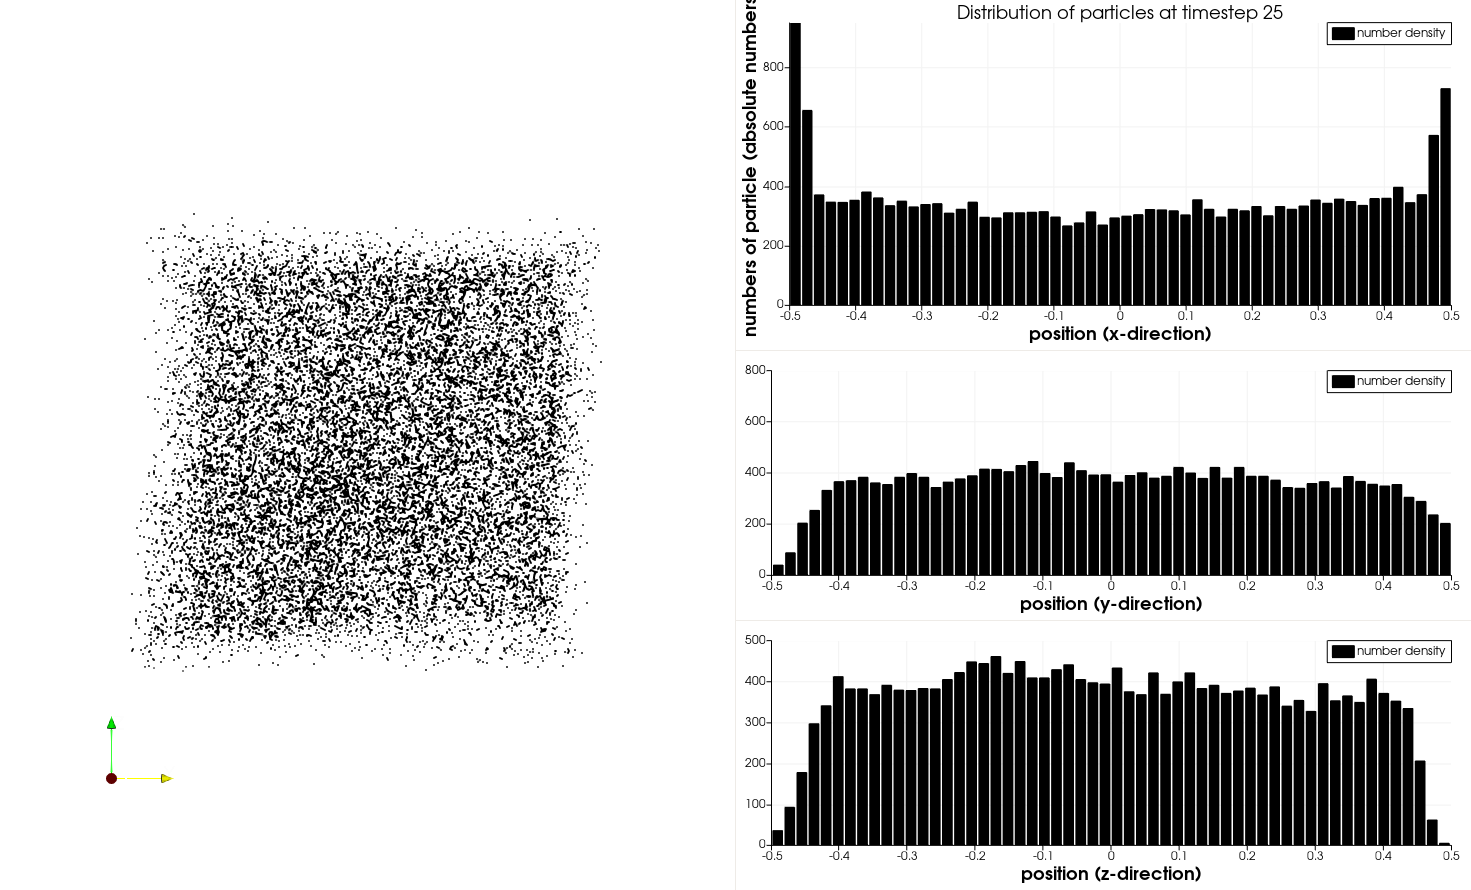 Distribution of particles at timestep 25
numbers of particle (absolute numbers
number density
800
600
400
200
0
-0.5 -0.4 -0.3 -0.2 -0.1 0 0.1 0.2 0.3 0.4 0.5
position (x-direction)
number density
800
600
400
200
0
-0.5 -0.4 -0.3 -0.2 -0.1 0 0.1 0.2 0.3 0.4 0.5
position (y-direction)
number density
500
400
300
200
100
0
-0.5 -0.4 -0.3 -0.2 -0.1 0 0.1 0.2 0.3 0.4 0.5
position (z-direction)